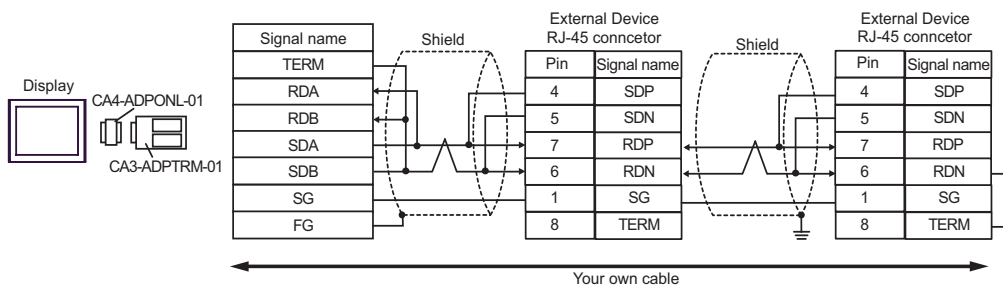 External Device
RJ-45 conncetor
External Device
RJ-45 conncetor
Display
CA4-ADPONL-01
CA3-ADPTRM-01
Signal name
TERM
RDA
RDB
SDA
SDB
SG
FG
Shield
Pin Signal name
4 SDP
5 SDN
7 RDP
6 RDN
1 SG
8 TERM
Shield
Pin Signal name
4 SDP
5 SDN
7 RDP
6 RDN
1 SG
8 TERM
Your own cable